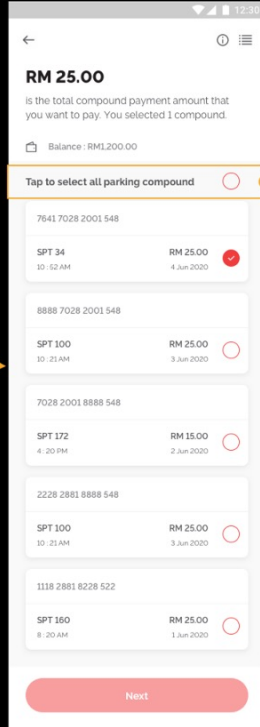 12:30
RM 25.00
is the total compound payment amount that
you want to pay. You selected 1 compound.
Balance : RM1,200.00
Tap to select all parking compound
7641 7028 2001 548
SPT 34 RM 25.00
10 : 52 AM 4 Jun 2020
8888 7028 2001 548
SPT 100 RM 25.00
10 : 21 AM 3 Jun 2020
7028 2001 8888 548
SPT 172 RM 15.00
4 : 20 PM 2 Jun 2020
2228 2881 8888 548
SPT 100 RM 25.00
10 : 21 AM 3 Jun 2020
1118 2881 8228 522
SPT 160 RM 25.00
8 : 20 AM 1 Jun 2020
Next